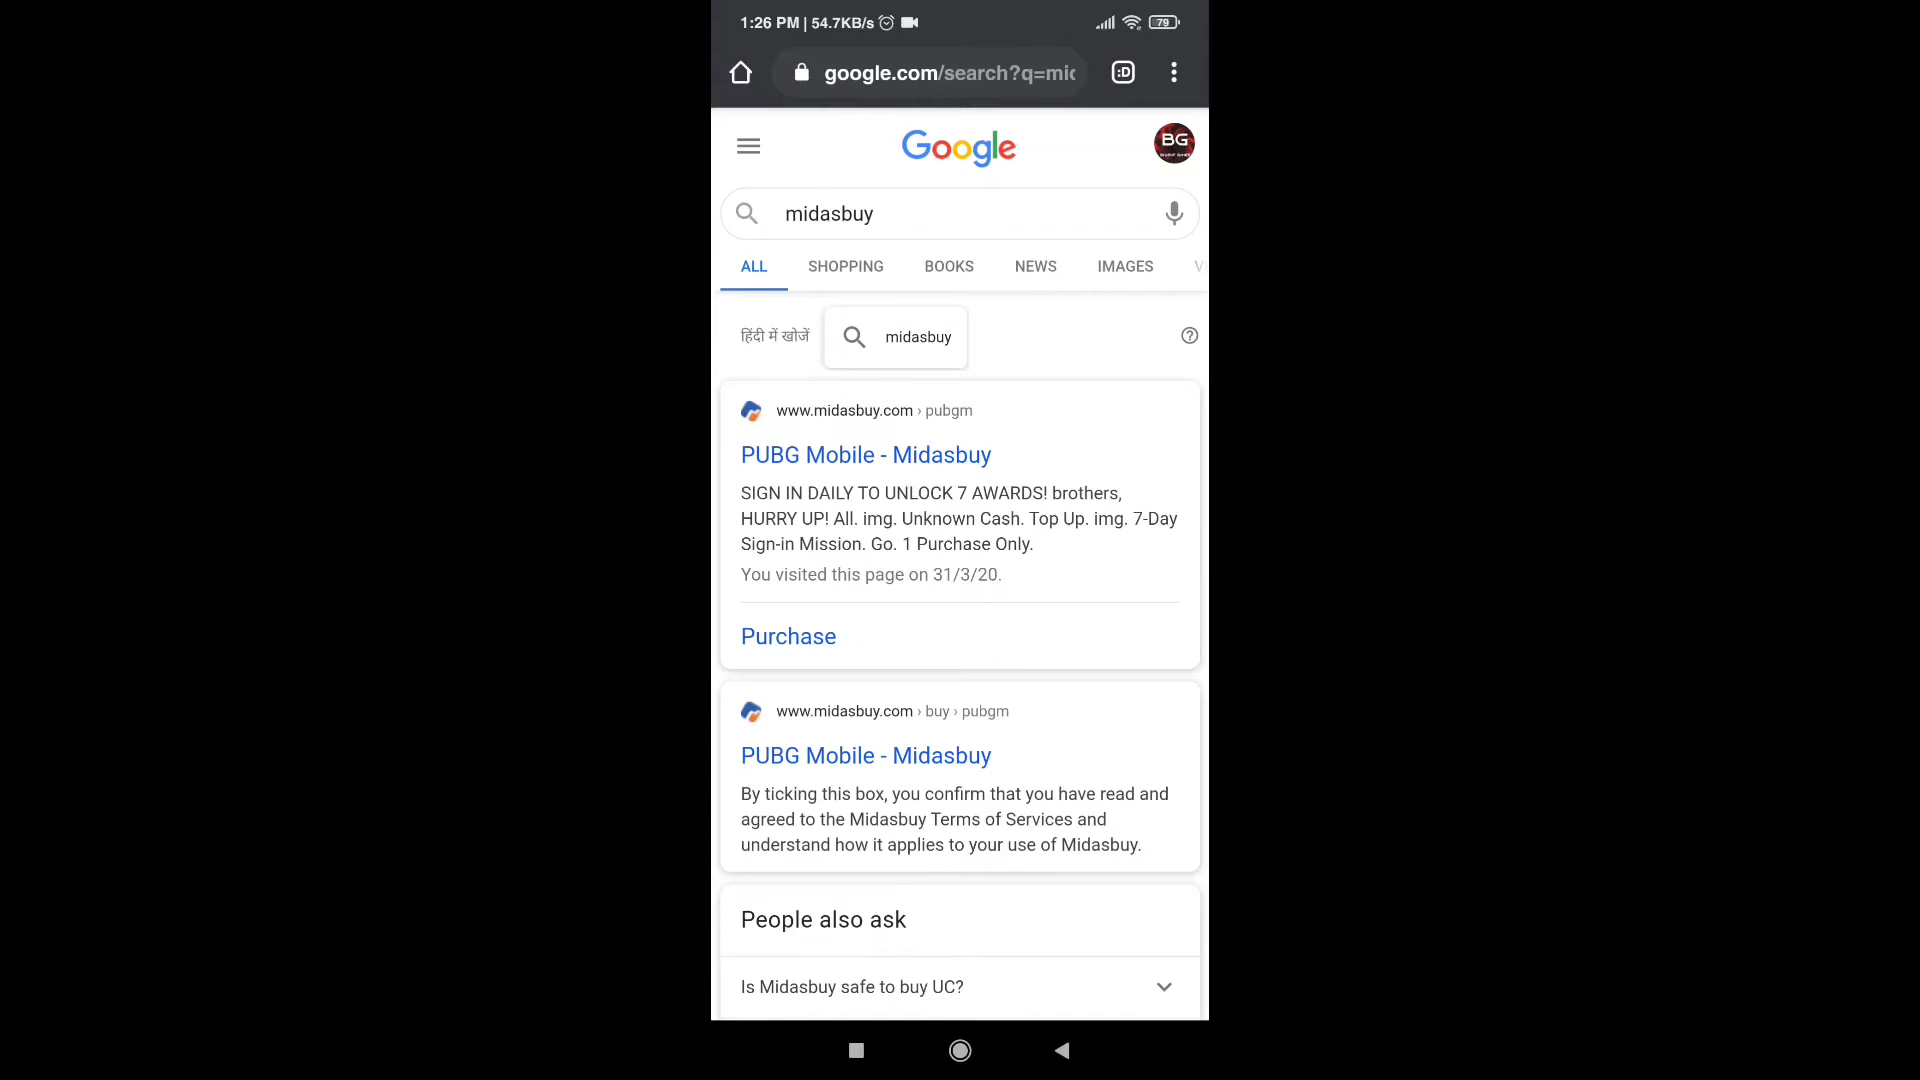 1:26 PM | 54.7KB/s
79
google.com/search?q=mi
:D
Google
BG
midasbuy
ALL SHOPPING BOOKS NEWS IMAGES V
हिंदी में खोजें midasbuy
www.midasbuy.com › pubgm
PUBG Mobile - Midasbuy
SIGN IN DAILY TO UNLOCK 7 AWARDS! brothers,
HURRY UP! All. img. Unknown Cash. Top Up. img. 7-Day
Sign-in Mission. Go. 1 Purchase Only.
You visited this page on 31/3/20.
Purchase
www.midasbuy.com › buy › pubgm
PUBG Mobile - Midasbuy
By ticking this box, you confirm that you have read and
agreed to the Midasbuy Terms of Services and
understand how it applies to your use of Midasbuy.
People also ask
Is Midasbuy safe to buy UC?